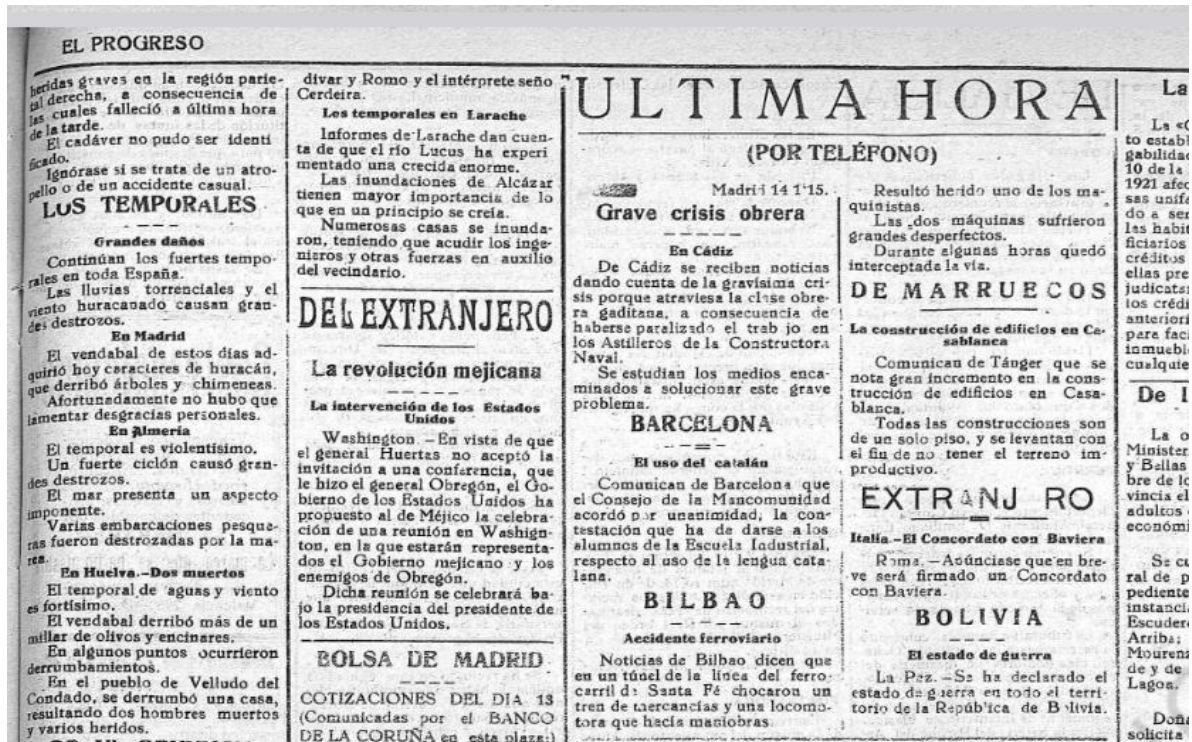 EL PROGRESO
heridas graves en la región parie-
tal derecha, a consecuencia de
las cuales falleció a última hora
de la tarde.
El cadáver no pudo ser identi
ficado.
Ignórase si se trata de un atro-
pello o de un accidente casual.
LOS TEMPORALES
Grandes daños
Continúan los fuertes tempo-
rales en toda España.
Las lluvias torrenciales y el
viento huracanado causan gran-
des destrozos.
En Madrid
El vendabal de estos días ad-
quirió hoy caracteres de huracán,
que derribó árboles y chimeneas.
Afortunadamente no hubo que
lamentar desgracias personales.
En Almería
El temporal es violentísimo.
Un fuerte ciclón causó gran-
des destrozos.
El mar presenta un aspecto
imponente.
Varias embarcaciones pesque-
ras fueron destrozadas por la ma-
rea.
En Huelva.-Dos muertos
El temporal de aguas y viento
es fortísimo.
El vendabal derribó más de un
millar de olivos y encinares.
En algunos puntos ocurrieron
derrumbamientos.
En el pueblo de Velludo del
Condado, se derrumbó una casa,
resultando dos hombres muertos
y varios heridos.
divar y Romo y el intérprete seño
Cerdeira.
Los temporales en Larache
Informes de Larache dan cuen-
ta de que el río Lucus ha experi
mentado una crecida enorme.
Las inundaciones de Alcázar
tienen mayor importancia de lo
que en un principio se creía.
Numerosas casas se inunda-
ron, teniendo que acudir los inge-
nieros y otras fuerzas en auxilio
del vecindario.
DEL EXTRANJERO
La revolución mejicana
La intervención de los Estados
Unidos
Washington.—En vista de que
el general Huertas no aceptó la
invitación a una conferencia, que
le hizo el general Obregón, el Go-
bierno de los Estados Unidos ha
propuesto al de Méjico la celebra-
ción de una reunión en Washign-
ton, en la que estarán representa-
dos el Gobierno mejicano y los
enemigos de Obregón.
Dicha reunión se celebrará ba-
jo la presidencia del presidente de
los Estados Unidos.
BOLSA DE MADRID
COTIZACIONES DEL DIA 13
(Comunicadas por el BANCO
DE LA CORUÑA en esta plaza:)
ULTIMA HORA
(POR TELÉFONO)
Madrid 14 1'15.
Grave crisis obrera
En Cádiz
De Cádiz se reciben noticias
dando cuenta de la gravísima cri-
sis porque atraviesa la clase obre-
ra gaditana, a consecuencia de
haberse paralizado el trab jo en
los Astilleros de la Constructora
Naval.
Se estudian los medios enca-
minados a solucionar este grave
problema.
BARCELONA
El uso del catalán
Comunican de Barcelona que
el Consejo de la Mancomunidad
acordó por unanimidad, la con-
testación que ha de darse a los
alumnos de la Escuela Industrial,
respecto al uso de la lengua cata-
lana.
BILBAO
Accidente ferroviario
Noticias de Bilbao dicen que
en un túnel de la línea del ferro-
carril de Santa Fé chocaron un
tren de mercancías y una locomo-
tora que hacía maniobras.
Resultó herido uno de los ma-
quinistas.
Las dos máquinas sufrieron
grandes desperfectos.
Durante algunas horas quedó
interceptada la vía.
DE MARRUECOS
La construcción de edificios en Ca-
sablanca
Comunican de Tánger que se
nota gran incremento en la cons-
trucción de edificios en Casa-
blanca.
Todas las construcciones son
de un solo piso, y se levantan con
el fin de no tener el terreno im-
productivo.
EXTRANJ RO
Italia.-El Concordato con Baviera
Roma.—Anúnciase que en bre-
ve será firmado un Concordato
con Baviera.
BOLIVIA
El estado de guerra
La Paz.—Se ha declarado el
estado de guerra en todo el terri-
torio de la República de Bolivia.
La
La
to estab
10 de la
1921
do a
las
créditos
los
para
De
La
y Bellas
adultos
Se
ral de
Arriba;
de y de
Lagoa.
solicita